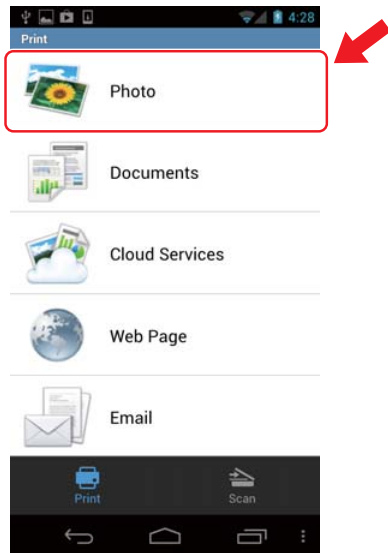 4:28
Print
Photo
Documents
Cloud Services
Web Page
Email
Print Scan